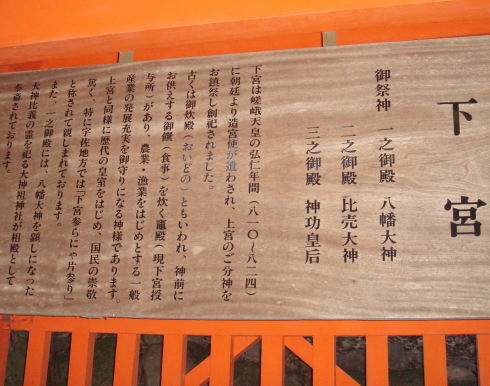 下宮
御祭神 一之御殿 八幡大神
二之御殿 比売大神
三之御殿 神功皇后
下宮は嵯峨天皇の弘仁年間(八一〇~八二四)
に朝廷より造宮使が遣わされ、上宮のご分神を
お鎮祭し創祀されました。
古くは御炊殿(おいどの)ともいわれ、神前に
お供えする御饌(食事)を炊く竈殿(現下宮授
与所)があり、農業・漁業をはじめとする一般
産業の発展充実を御守りになる神様であります。
上宮と同様に歴代の皇室をはじめ、国民の崇敬
篤く、特に宇佐地方では「下宮参らにゃ片参り」
と称されて親しまれております。
また、一之御殿には、八幡大神を顕しになった
大神比義の霊を祀る大神祖神社が相殿として
奉斎されております。